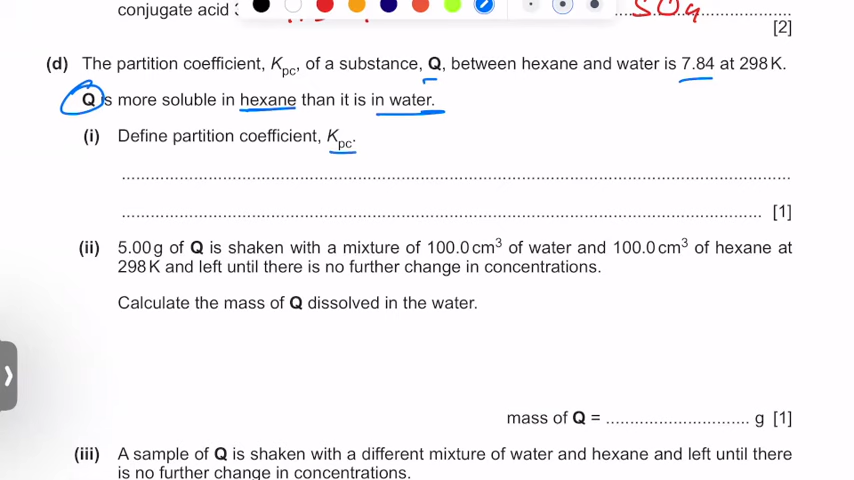 conjugate acid
SO4
[2]
(d) The partition coefficient, Kpc, of a substance, Q, between hexane and water is 7.84 at 298 K.
Q is more soluble in hexane than it is in water.
(i) Define partition coefficient, Kpc.
..........................................................................................................
.......................................................................................................... [1]
(ii) 5.00 g of Q is shaken with a mixture of 100.0 cm³ of water and 100.0 cm³ of hexane at
298 K and left until there is no further change in concentrations.
Calculate the mass of Q dissolved in the water.
mass of Q = .............................. g [1]
(iii) A sample of Q is shaken with a different mixture of water and hexane and left until there
is no further change in concentrations.